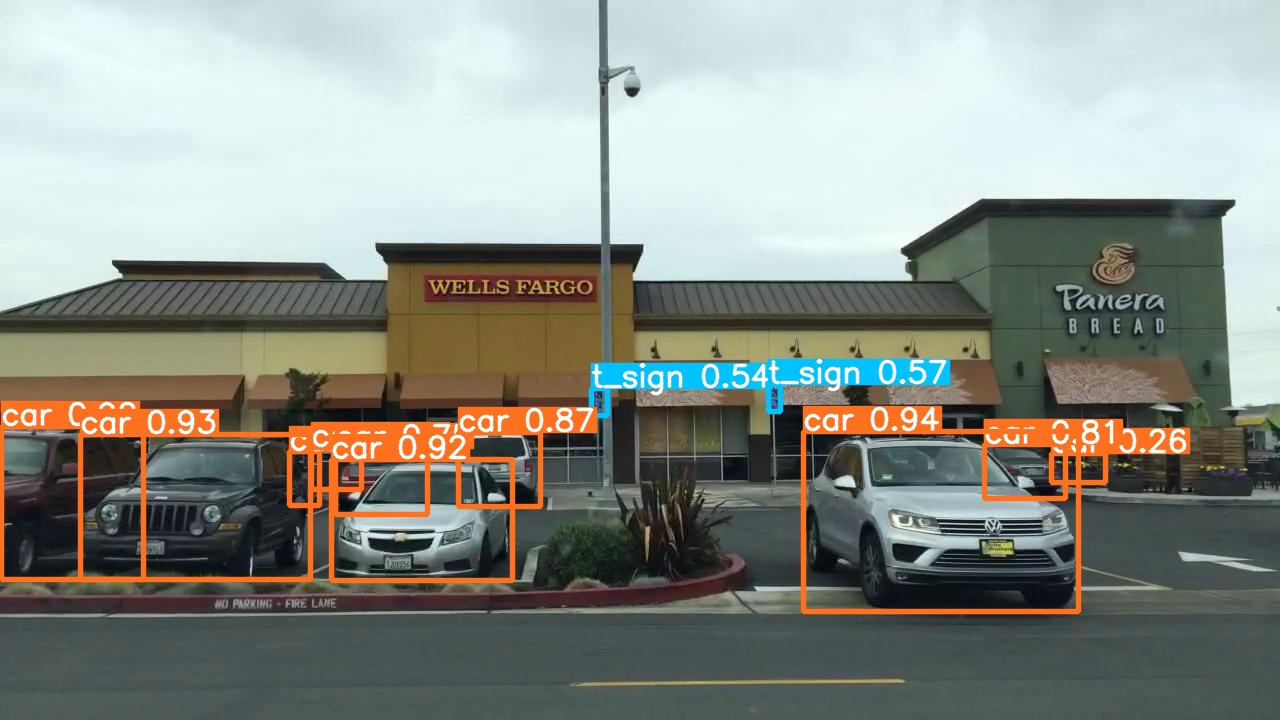 WELLS FARGO
Panera
BREAD
t_sign 0.54
t_sign 0.57
car
car 0.93
car 0.92
car 0.87
car 0.94
car 0.81
0.26
NO PARKING - FIRE LANE